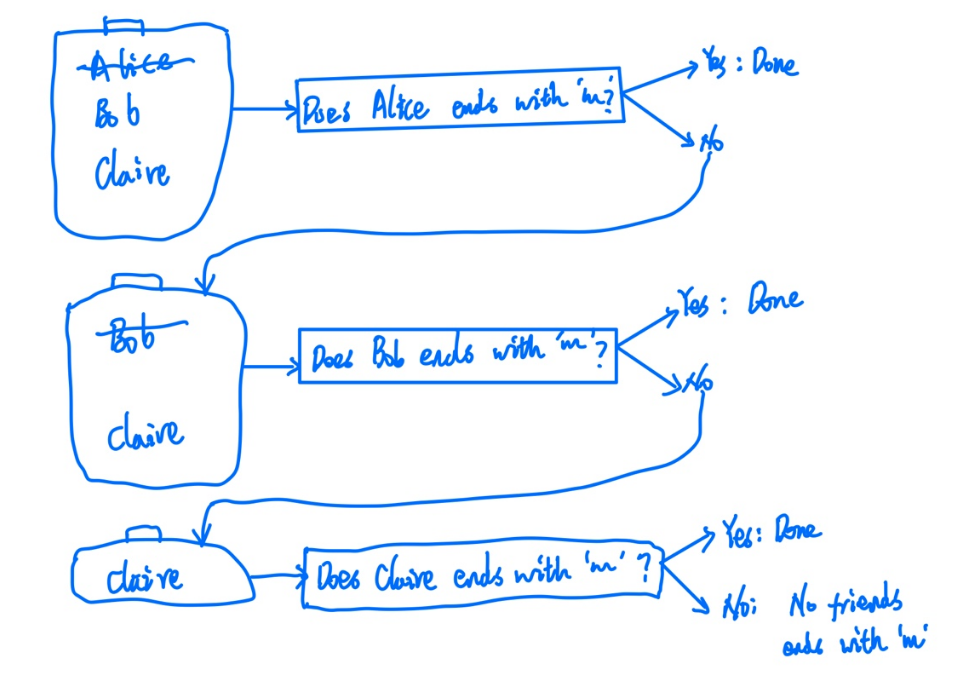 Alice
Bob
Claire
Does Alice ends with 'm'?
Yes : Done
No
Bob
Claire
Does Bob ends with 'm'?
Yes : Done
No
Claire
Does Claire ends with 'm' ?
Yes: Done
No: No friends
ends with 'm'